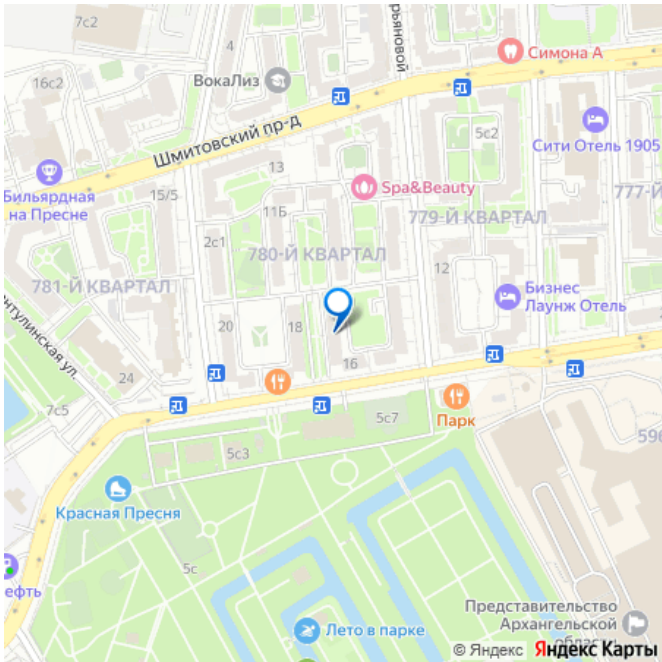 7с2
4
рьяновой
Симона А
16с2
ВокаЛиз
Шмитовский пр-д
5с2
Сити Отель 1905
Бильярдная
на Пресне
13
15/5
Spa&Beauty
777-Й
11Б
779-Й КВАРТАЛ
2с1
780-Й КВАРТАЛ
781-Й КВАРТАЛ
12
Бизнес
Лаунж Отель
нтулинская ул.
20
18
2
16
24
7с5
5с7
Парк
596
5с3
Красная Пресня
5с
ефть
Представительство
Архангельской
области
Лето в парке
© Яндекс Яндекс Карты